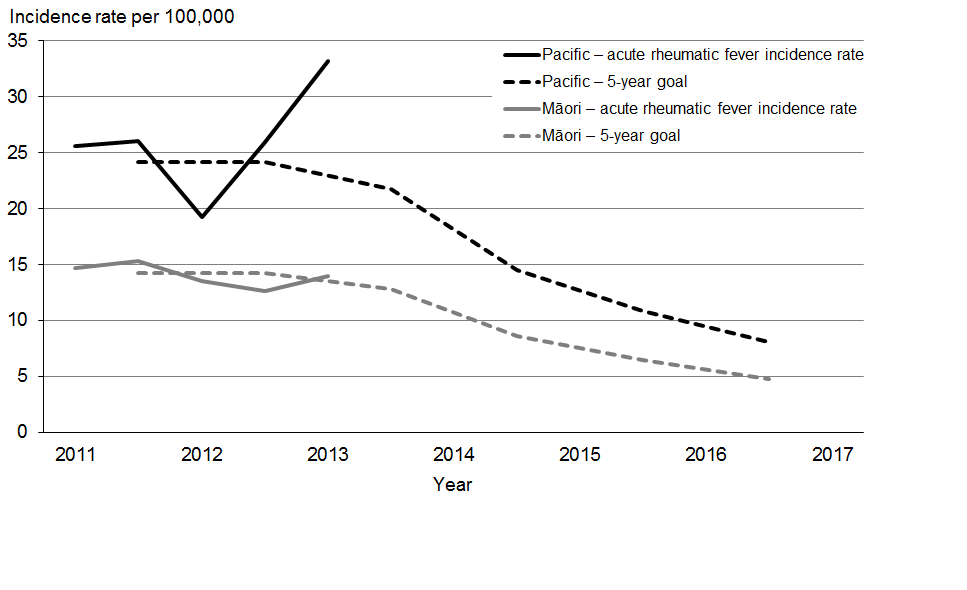 Incidence rate per 100,000
35
30
25
20
15
10
5
0
Pacific – acute rheumatic fever incidence rate
Pacific – 5-year goal
Māori – acute rheumatic fever incidence rate
Māori – 5-year goal
2011 2012 2013 2014 2015 2016 2017
Year